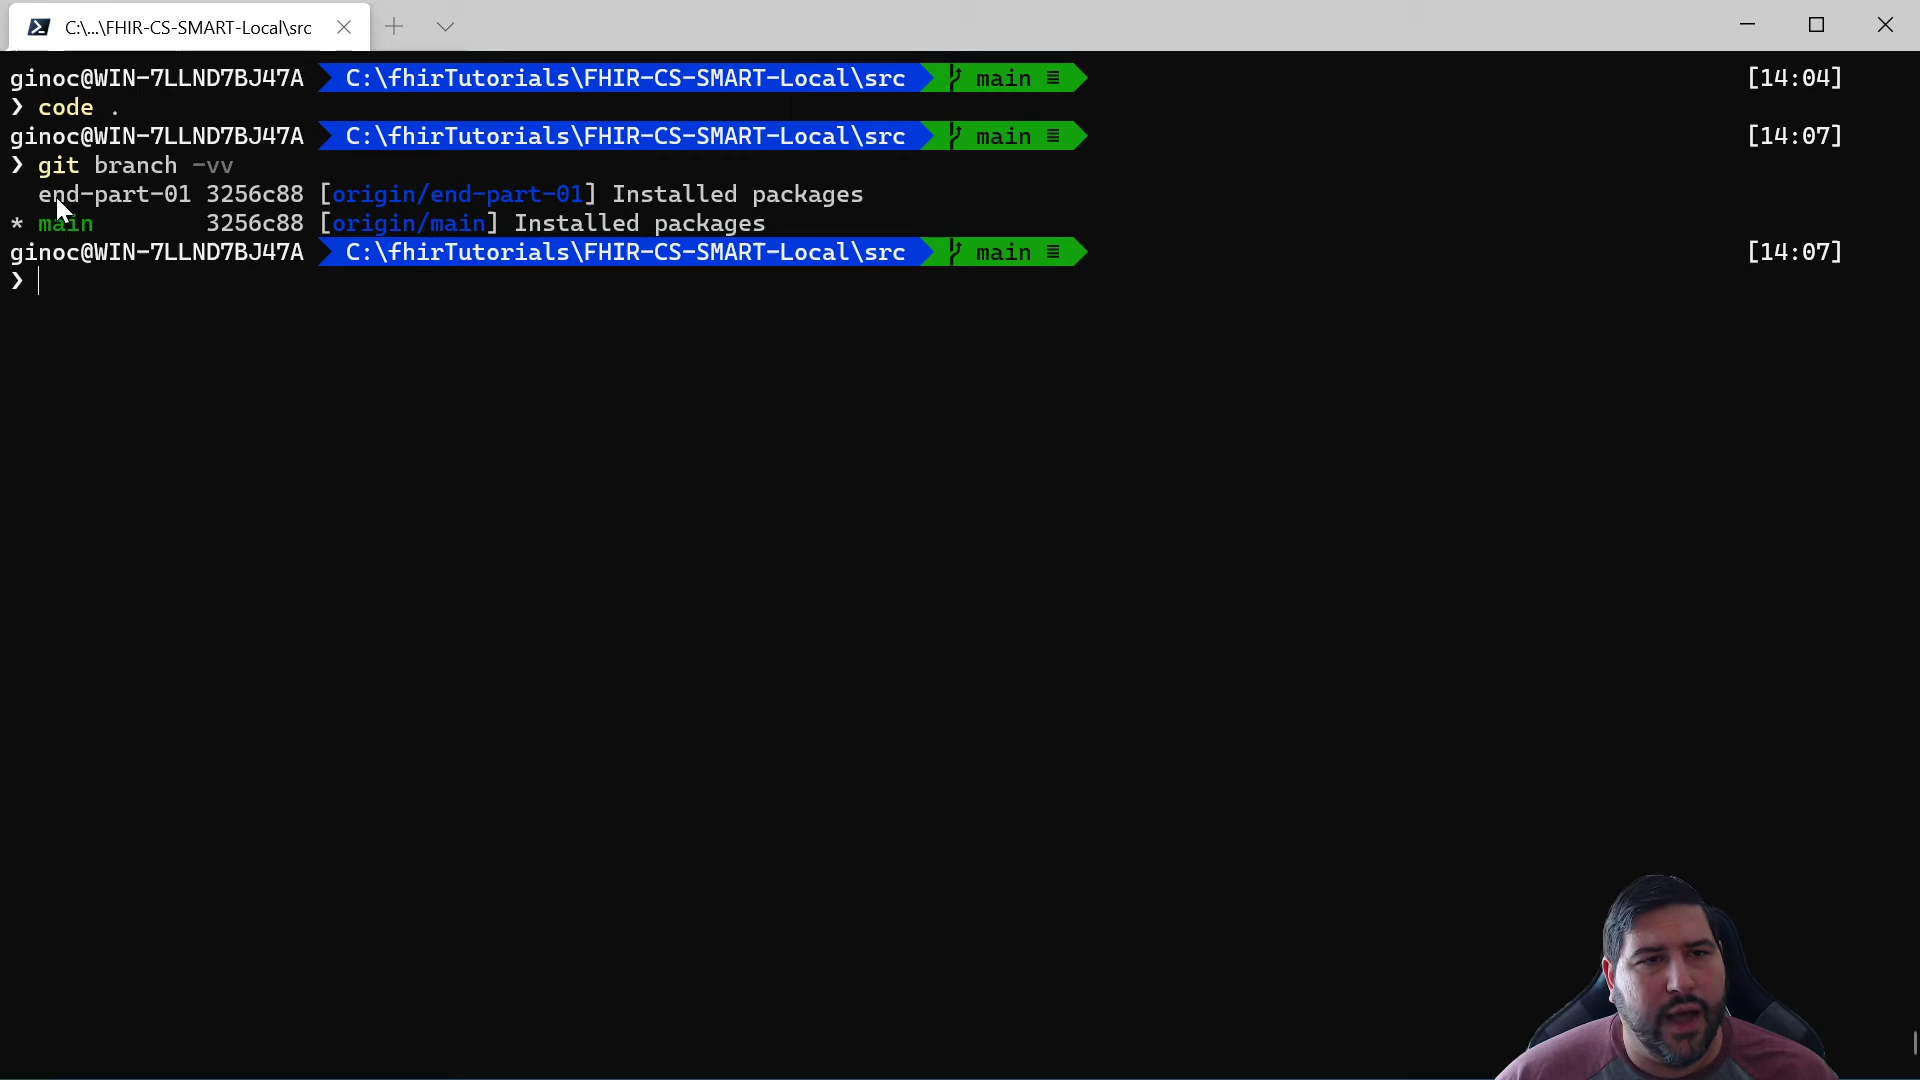 C:\...\FHIR-CS-SMART-Local\src
ginoc@WIN-7LLND7BJ47A C:\fhirTutorials\FHIR-CS-SMART-Local\src main ≡ [14:04]
❯ code .
ginoc@WIN-7LLND7BJ47A C:\fhirTutorials\FHIR-CS-SMART-Local\src main ≡ [14:07]
❯ git branch -vv
end-part-01 3256c88 [origin/end-part-01] Installed packages
* main 3256c88 [origin/main] Installed packages
ginoc@WIN-7LLND7BJ47A C:\fhirTutorials\FHIR-CS-SMART-Local\src main ≡ [14:07]
❯